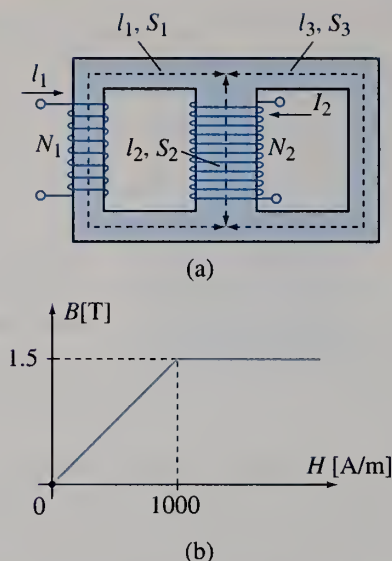 l₁, S₁ l₃, S₃
I₁
I₂
N₁ l₂, S₂ N₂
(a)
B[T]
1.5
H [A/m]
0 1000
(b)